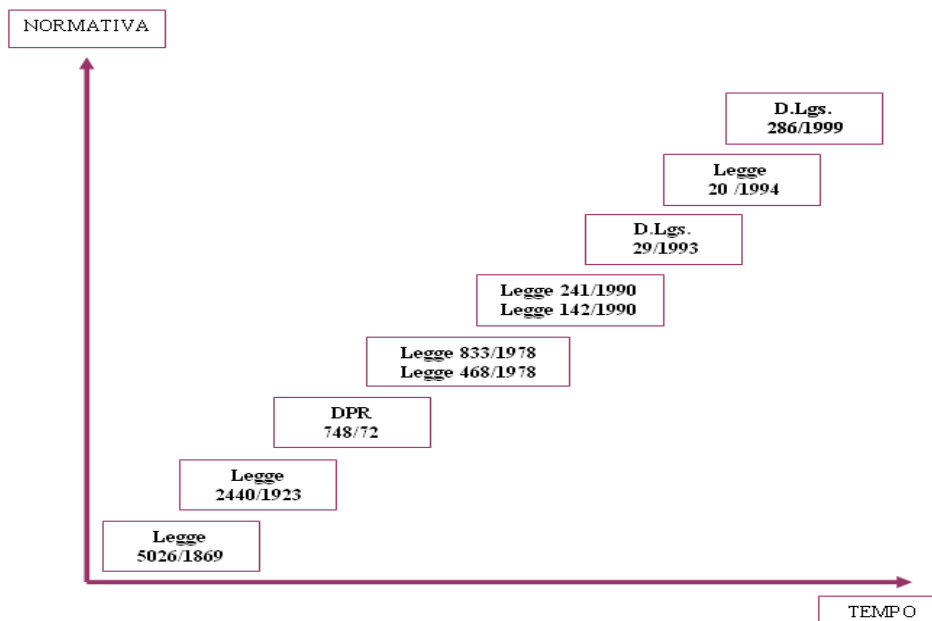 NORMATIVA
D.Lgs.
286/1999
Legge
20 /1994
D.Lgs.
29/1993
Legge 241/1990
Legge 142/1990
Legge 833/1978
Legge 468/1978
DPR
748/72
Legge
2440/1923
Legge
5026/1869
TEMPO